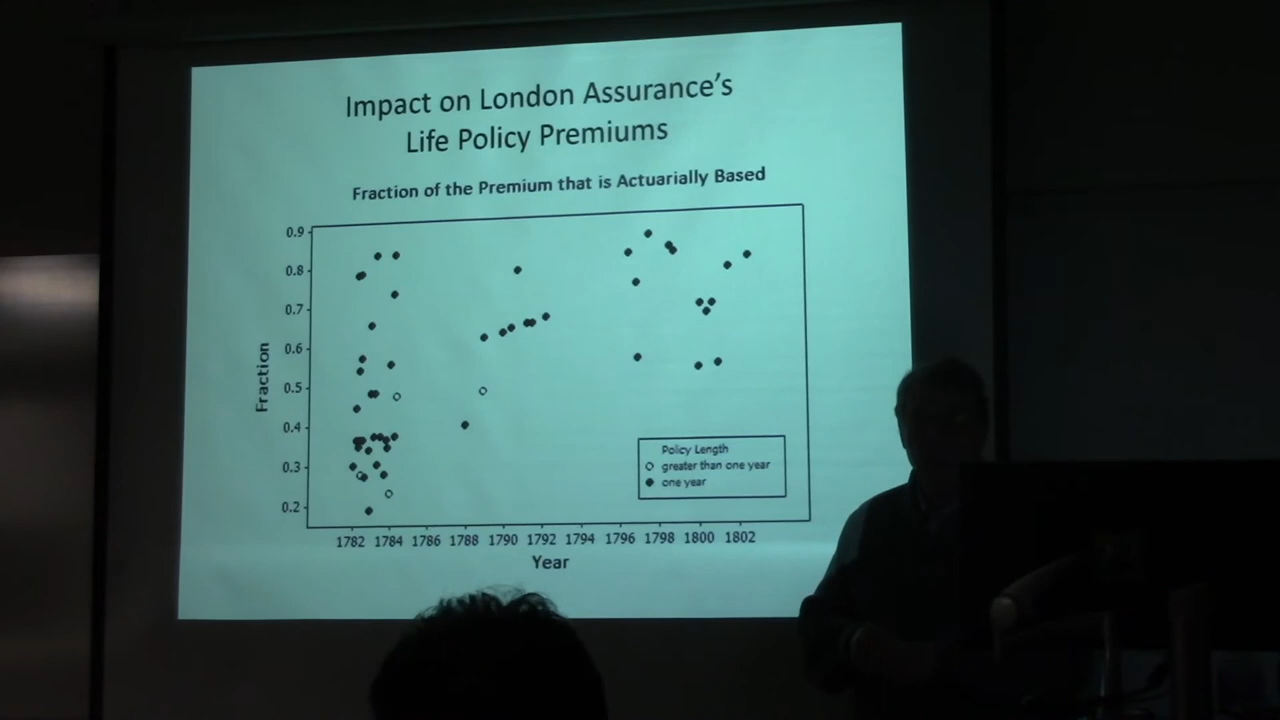 Impact on London Assurance's
Life Policy Premiums
Fraction of the Premium that is Actuarially Based
0.9
0.8
0.7
0.6
0.5
0.4
0.3
0.2
Fraction
Policy Length
greater than one year
one year
1782 1784 1786 1788 1790 1792 1794 1796 1798 1800 1802
Year